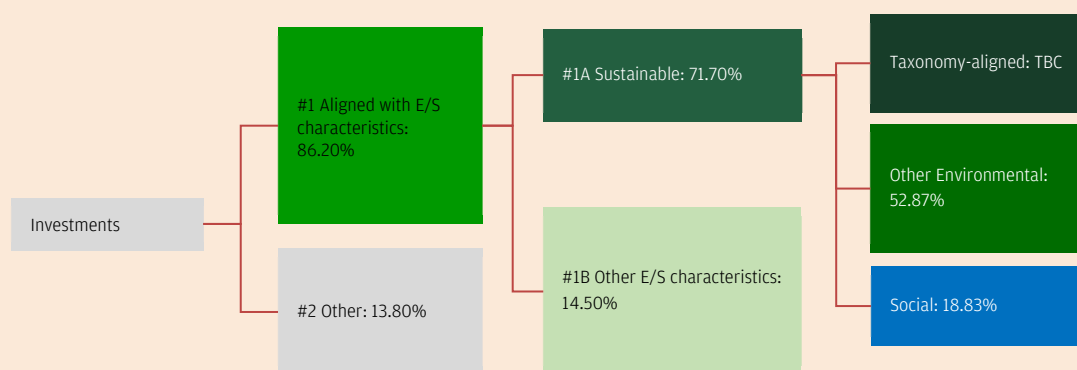 Investments
#1 Aligned with E/S
characteristics:
86.20%
#2 Other: 13.80%
#1A Sustainable: 71.70%
#1B Other E/S characteristics:
14.50%
Taxonomy-aligned: TBC
Other Environmental:
52.87%
Social: 18.83%